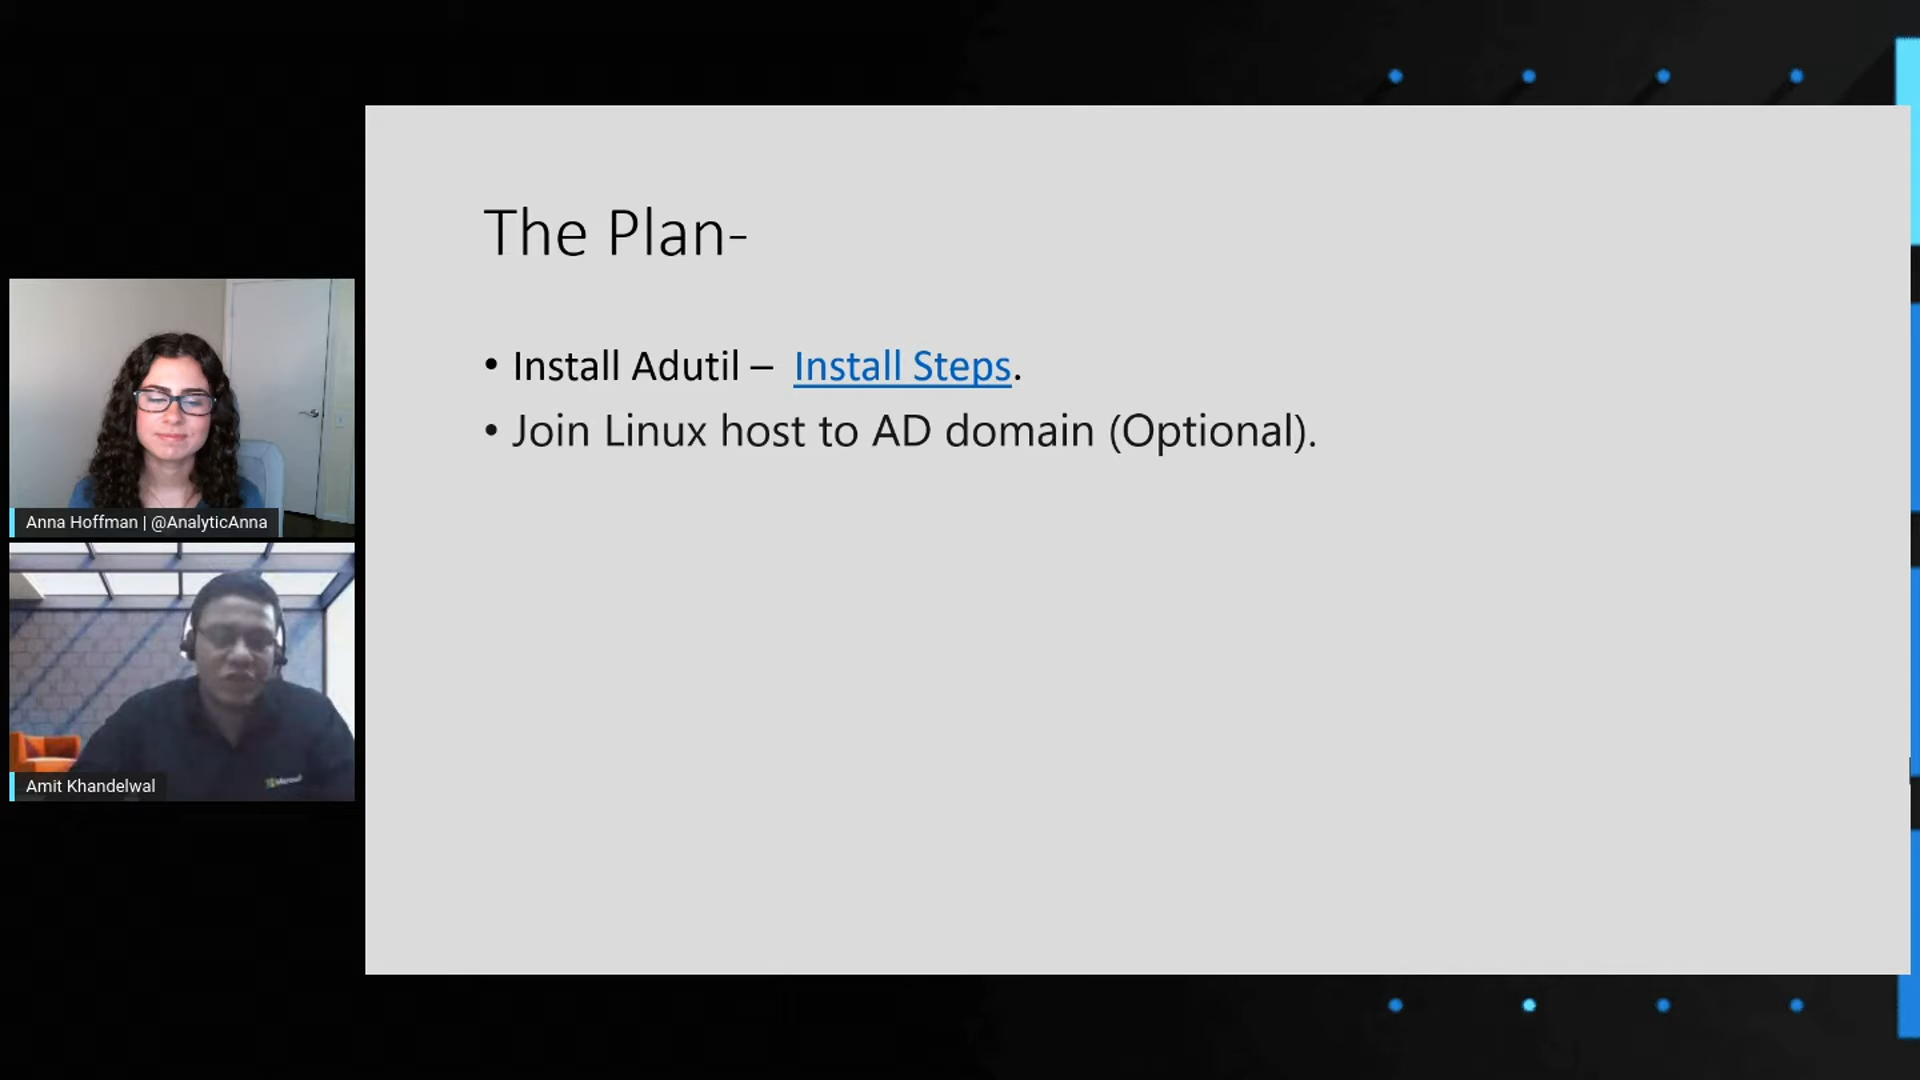 The Plan-
• Install Adutil – Install Steps.
• Join Linux host to AD domain (Optional).
Anna Hoffman | @AnalyticAnna
Amit Khandelwal